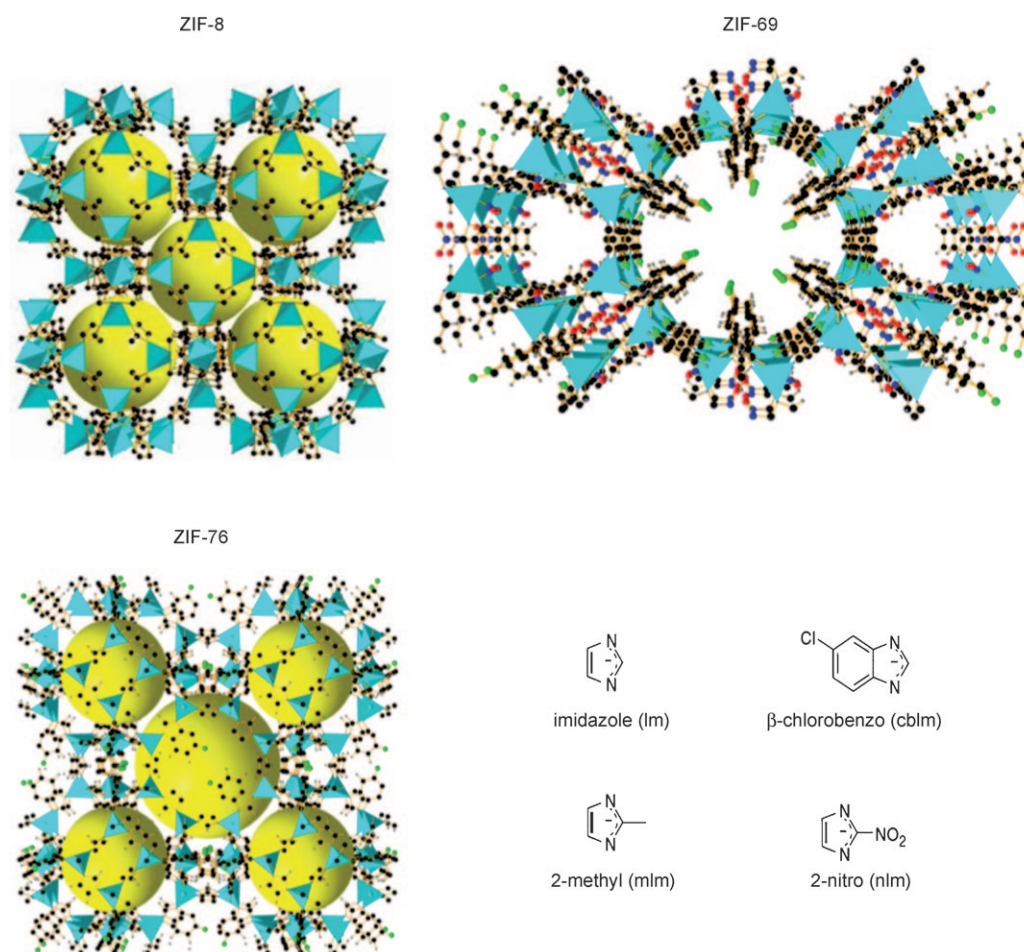 ZIF-8
ZIF-69
ZIF-76
N
N
imidazole (Im)
Cl
N
N
β-chlorobenzo (cbIm)
N
N
2-methyl (mIm)
N
N
NO₂
2-nitro (nIm)